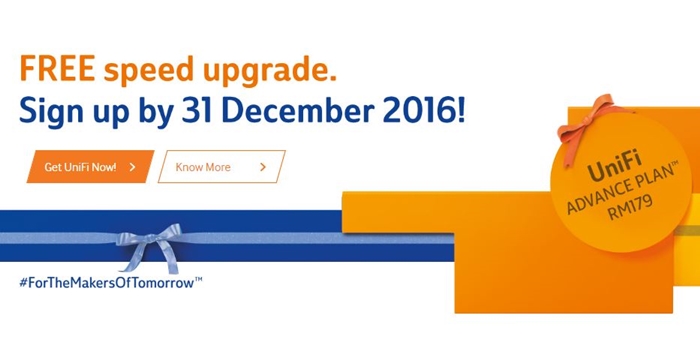 FREE speed upgrade.
Sign up by 31 December 2016!
Get UniFi Now!
Know More
UniFi
ADVANCE PLAN™
RM179
#ForTheMakersOfTomorrow™